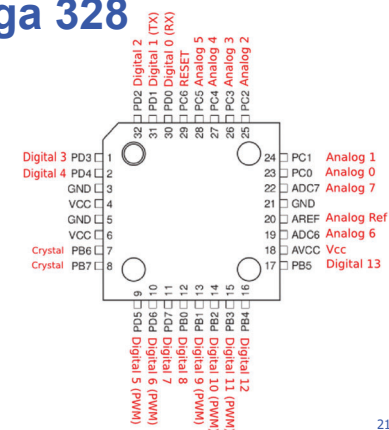 ga 328
32 PD2 Digital 2
31 PD1 Digital 1 (TX)
30 PD0 Digital 0 (RX)
29 PC6 RESET
28 PC5 Analog 5
27 PC4 Analog 4
26 PC3 Analog 3
25 PC2 Analog 2
Digital 3 PD3 1
Digital 4 PD4 2
GND 3
VCC 4
GND 5
VCC 6
Crystal PB6 7
Crystal PB7 8
24 PC1 Analog 1
23 PC0 Analog 0
22 ADC7 Analog 7
21 GND
20 AREF Analog Ref
19 ADC6 Analog 6
18 AVCC Vcc
17 PB5 Digital 13
9 PD5 Digital 5 (PWM)
10 PD6 Digital 6 (PWM)
11 PD7 Digital 7
12 PB0 Digital 8
13 PB1 Digital 9 (PWM)
14 PB2 Digital 10 (PWM)
15 PB3 Digital 11 (PWM)
16 PB4 Digital 12
21